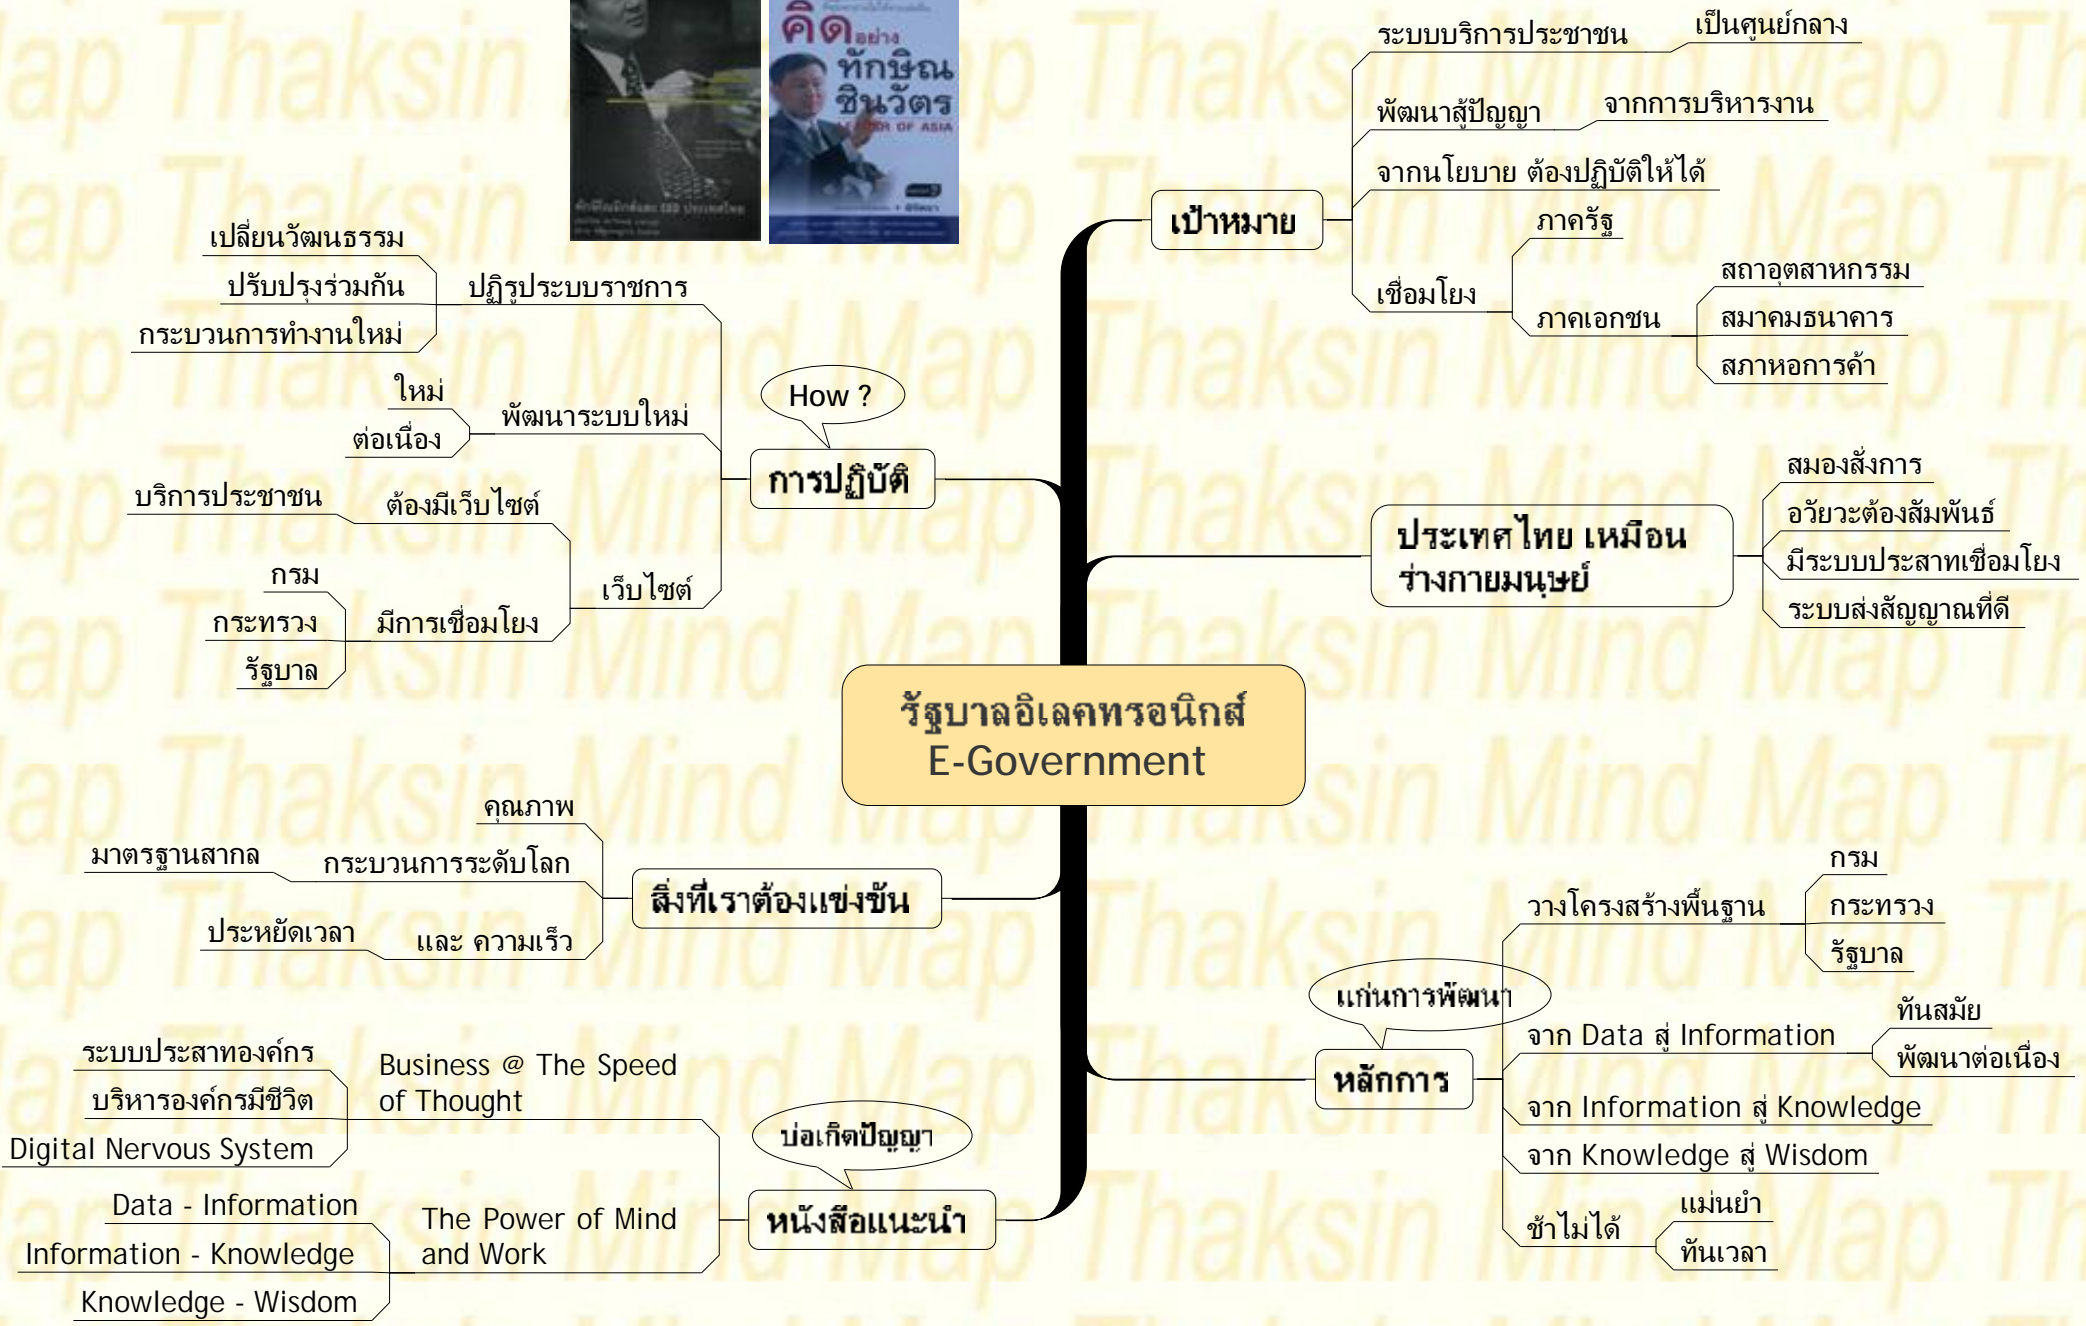 คิดอย่าง
ทักษิณ
ชินวัตร
LEADER OF ASIA
รัฐบาลอิเลคทรอนิกส์
E-Government
เป้าหมาย
ระบบบริการประชาชน
เป็นศูนย์กลาง
พัฒนาสู้ปัญญา
จากการบริหารงาน
จากนโยบาย ต้องปฏิบัติให้ได้
เชื่อมโยง
ภาครัฐ
ภาคเอกชน
สถาอุตสาหกรรม
สมาคมธนาคาร
สภาหอการค้า
ประเทศไทย เหมือน
ร่างกายมนุษย์
สมองสั่งการ
อวัยวะต้องสัมพันธ์
มีระบบประสาทเชื่อมโยง
ระบบส่งสัญญาณที่ดี
แก่นการพัฒนา
หลักการ
วางโครงสร้างพื้นฐาน
กรม
กระทรวง
รัฐบาล
จาก Data สู่ Information
ทันสมัย
พัฒนาต่อเนื่อง
จาก Information สู่ Knowledge
จาก Knowledge สู่ Wisdom
ช้าไม่ได้
แม่นยำ
ทันเวลา
How ?
การปฏิบัติ
ปฏิรูประบบราชการ
เปลี่ยนวัฒนธรรม
ปรับปรุงร่วมกัน
กระบวนการทำงานใหม่
พัฒนาระบบใหม่
ใหม่
ต่อเนื่อง
เว็บไซต์
ต้องมีเว็บไซต์
บริการประชาชน
มีการเชื่อมโยง
กรม
กระทรวง
รัฐบาล
สิ่งที่เราต้องแข่งขัน
คุณภาพ
กระบวนการระดับโลก
มาตรฐานสากล
และ ความเร็ว
ประหยัดเวลา
บ่อเกิดปัญญา
หนังสือแนะนำ
Business @ The Speed
of Thought
ระบบประสาทองค์กร
บริหารองค์กรมีชีวิต
Digital Nervous System
The Power of Mind
and Work
Data - Information
Information - Knowledge
Knowledge - Wisdom
Thaksin Mind Map